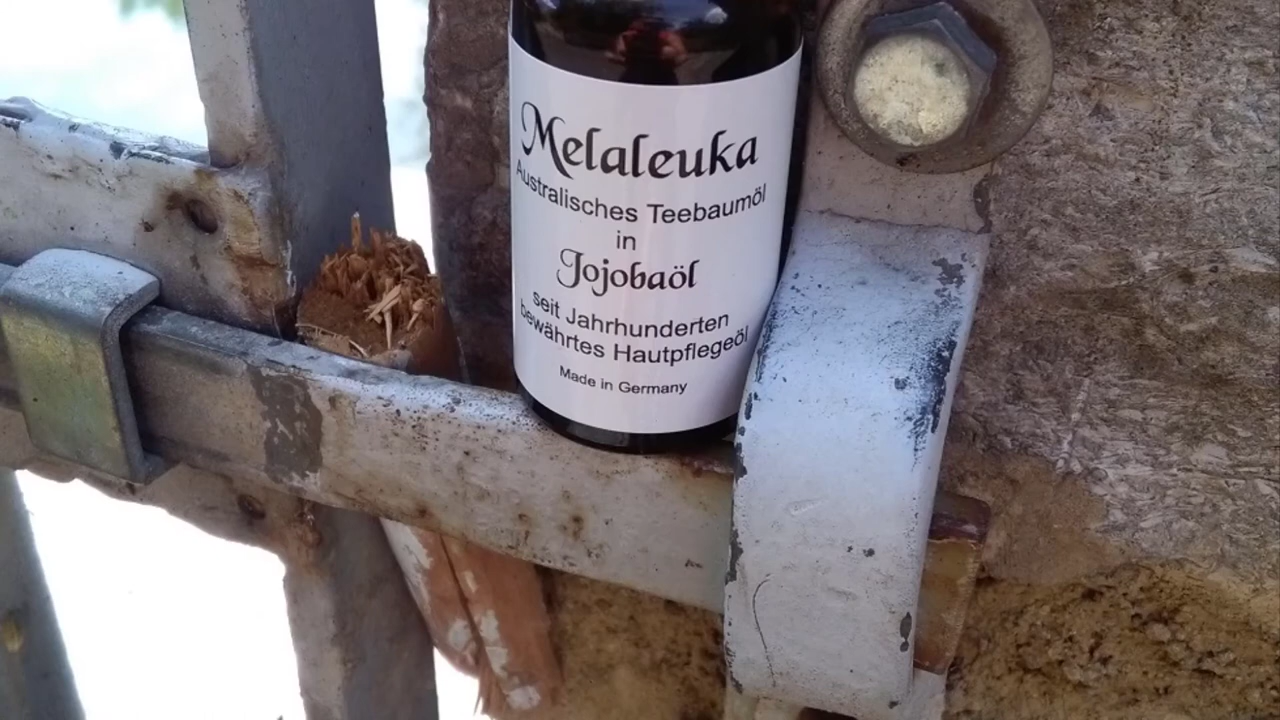 Melaleuka
Australisches Teebaumöl
in
Jojobaöl
seit Jahrhunderten
bewährtes Hautpflegeöl
Made in Germany